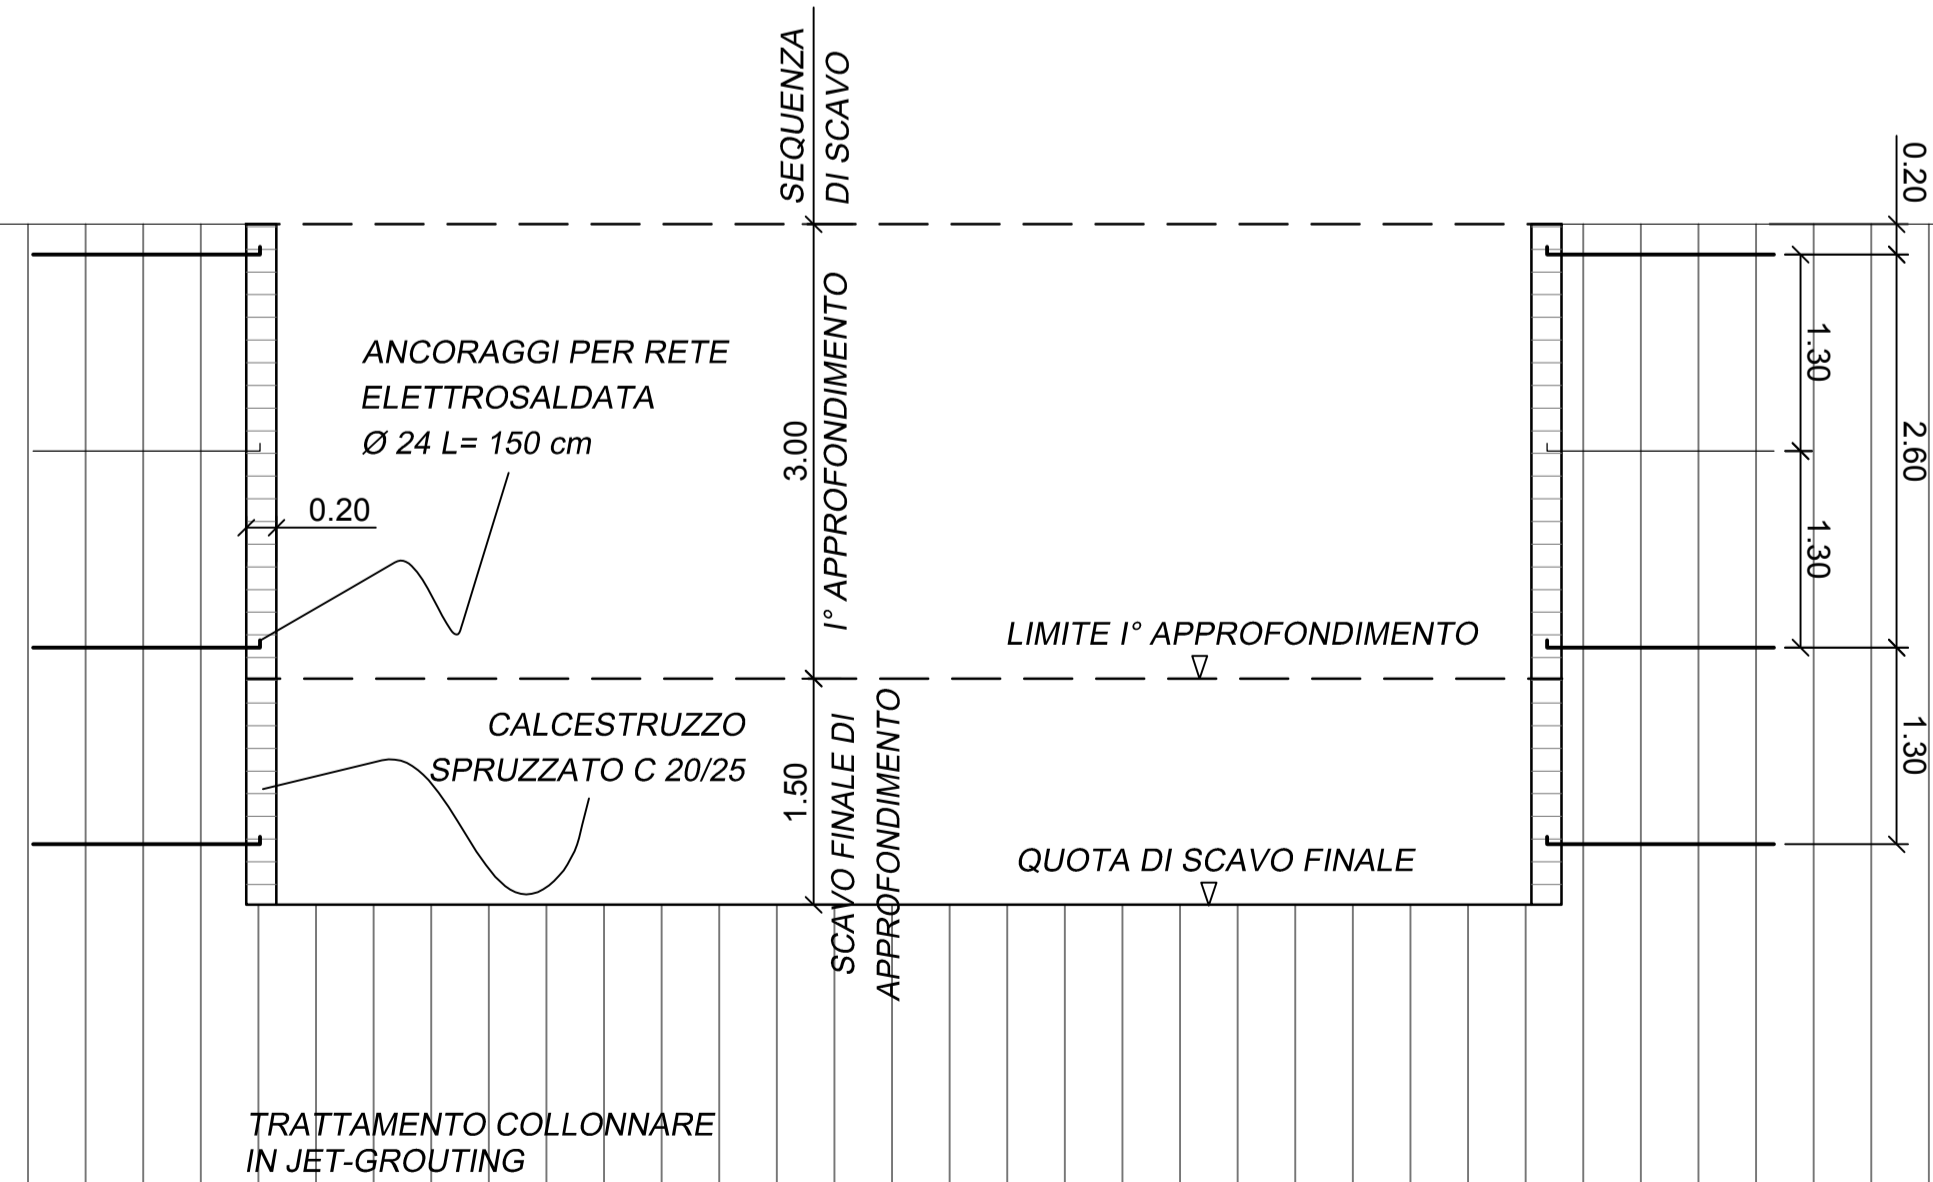 SEQUENZA
DI SCAVO
0.20
ANCORAGGI PER RETE
ELETTROSALDATA
Ø 24 L= 150 cm
0.20
3.00
I° APPROFONDIMENTO
1.30
2.60
1.30
LIMITE I° APPROFONDIMENTO
CALCESTRUZZO
SPRUZZATO C 20/25
1.50
SCAVO FINALE DI
APPROFONDIMENTO
1.30
QUOTA DI SCAVO FINALE
TRATTAMENTO COLLONNARE
IN JET-GROUTING